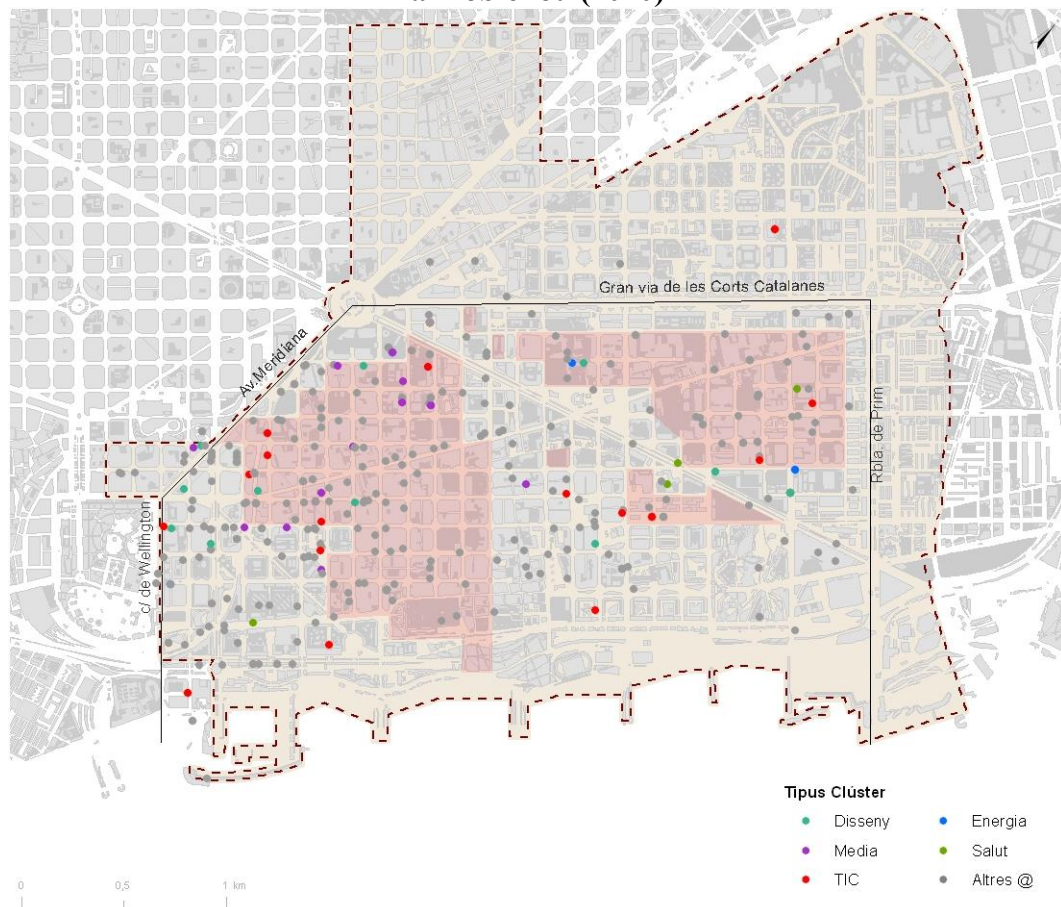 Gran via de les Corts Catalanes
Av.Meridiana
Rbla. de Prim
c/ de Wellington
Tipus Clúster
Disseny
Energia
Media
Salut
TIC
Altres @
0 0,5 1 km